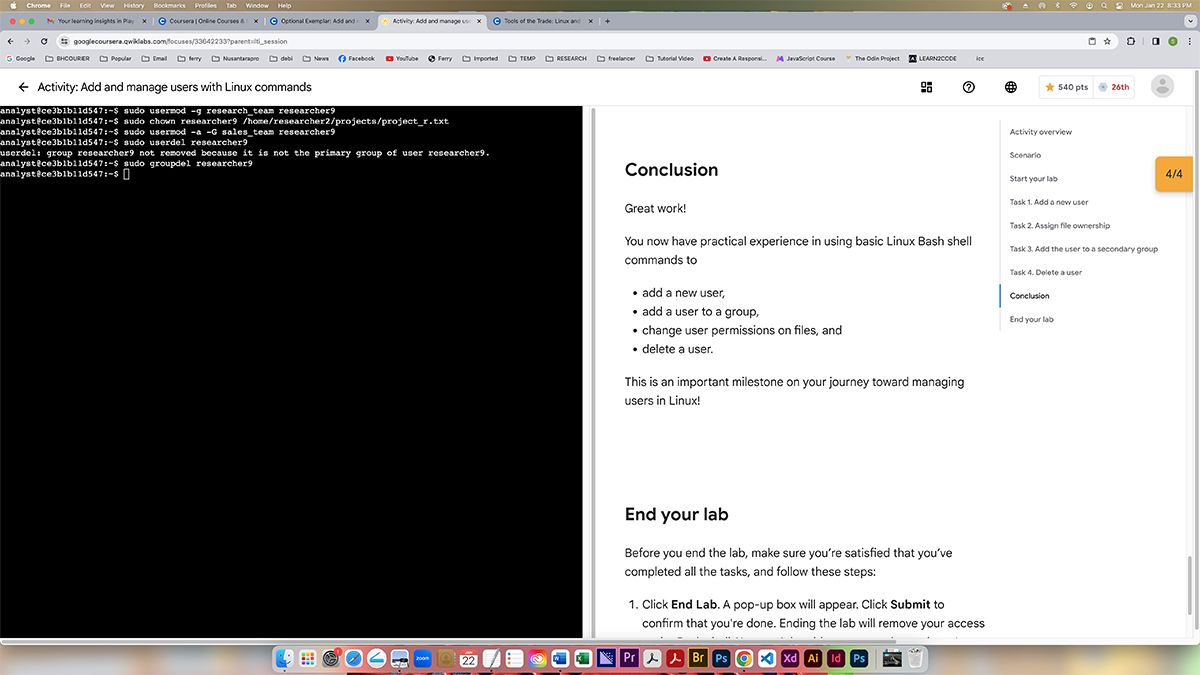 Chrome File Edit View History Bookmarks Profiles Tab Window Help
Mon Jan 22 8:33 PM
Your learning insights in Play
Coursera | Online Courses &
Optional Exemplar: Add and
Activity: Add and manage use
Tools of the Trade: Linux and
googlecoursera.qwiklabs.com/focuses/33642233?parent=lti_session
Google
BHCOURIER
Popular
Email
ferry
Nusantarapro
debi
News
Facebook
YouTube
Ferry
Imported
TEMP
RESEARCH
freelancer
Tutorial Video
Create A Responsi...
JavaScript Course
The Odin Project
LEARN2CODE
icc
Activity: Add and manage users with Linux commands
540 pts
26th
analyst@ce3b1b11d547:~$ sudo usermod -g research_team researcher9
analyst@ce3b1b11d547:~$ sudo chown researcher9 /home/researcher2/projects/project_r.txt
analyst@ce3b1b11d547:~$ sudo usermod -a -G sales_team researcher9
analyst@ce3b1b11d547:~$ sudo userdel researcher9
userdel: group researcher9 not removed because it is not the primary group of user researcher9.
analyst@ce3b1b11d547:~$ sudo groupdel researcher9
analyst@ce3b1b11d547:~$
Conclusion
Great work!
You now have practical experience in using basic Linux Bash shell
commands to
• add a new user,
• add a user to a group,
• change user permissions on files, and
• delete a user.
This is an important milestone on your journey toward managing
users in Linux!
End your lab
Before you end the lab, make sure you're satisfied that you've
completed all the tasks, and follow these steps:
1. Click End Lab. A pop-up box will appear. Click Submit to
confirm that you're done. Ending the lab will remove your access
Activity overview
Scenario
Start your lab
Task 1. Add a new user
Task 2. Assign file ownership
Task 3. Add the user to a secondary group
Task 4. Delete a user
Conclusion
End your lab
4/4
zoom
22
Pr
Br
Ps
Xd
Ai
Id
Ps